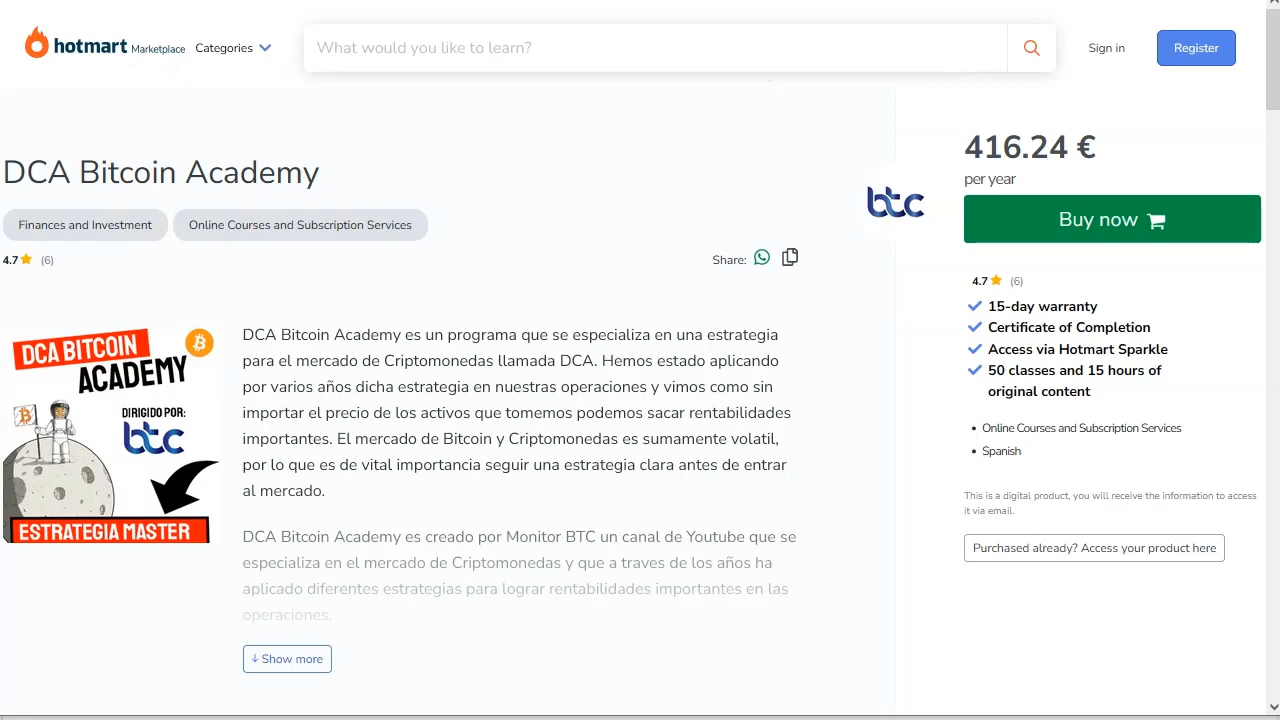 hotmart Marketplace Categories What would you like to learn? Sign in Register
DCA Bitcoin Academy
Finances and Investment Online Courses and Subscription Services
4.7 (6)
Share:
DCA BITCOIN
ACADEMY
DIRIGIDO POR:
btc
ESTRATEGIA MASTER
DCA Bitcoin Academy es un programa que se especializa en una estrategia
para el mercado de Criptomonedas llamada DCA. Hemos estado aplicando
por varios años dicha estrategia en nuestras operaciones y vimos como sin
importar el precio de los activos que tomemos podemos sacar rentabilidades
importantes. El mercado de Bitcoin y Criptomonedas es sumamente volatil,
por lo que es de vital importancia seguir una estrategia clara antes de entrar
al mercado.
DCA Bitcoin Academy es creado por Monitor BTC un canal de Youtube que se
especializa en el mercado de Criptomonedas y que a traves de los años ha
aplicado diferentes estrategias para lograr rentabilidades importantes en las
operaciones.
Show more
btc
416.24 €
per year
Buy now
4.7 (6)
15-day warranty
Certificate of Completion
Access via Hotmart Sparkle
50 classes and 15 hours of
original content
• Online Courses and Subscription Services
• Spanish
This is a digital product, you will receive the information to access
it via email.
Purchased already? Access your product here